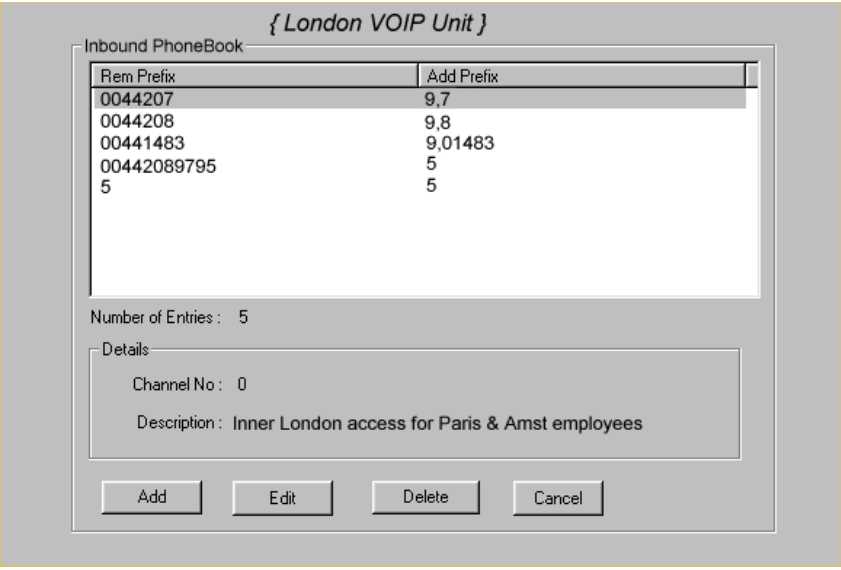 { London VOIP Unit }
Inbound PhoneBook
Rem Prefix Add Prefix
0044207 9,7
0044208 9,8
00441483 9,01483
00442089795 5
5 5
Number of Entries : 5
Details
Channel No : 0
Description : Inner London access for Paris & Amst employees
Add Edit Delete Cancel